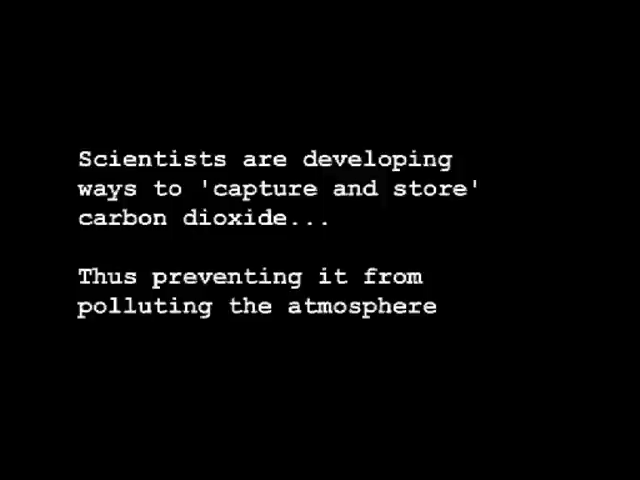 Scientists are developing
ways to 'capture and store'
carbon dioxide...
Thus preventing it from
polluting the atmosphere